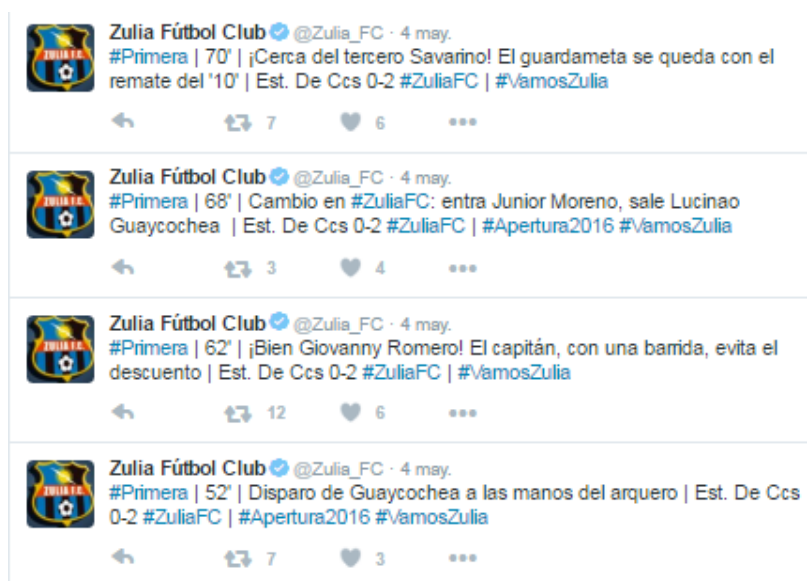 Zulia Fútbol Club @Zulia_FC · 4 may.
#Primera | 70' | ¡Cerca del tercero Savarino! El guardameta se queda con el
remate del '10' | Est. De Ccs 0-2 #ZuliaFC | #VamosZulia
7 6
Zulia Fútbol Club @Zulia_FC · 4 may.
#Primera | 68' | Cambio en #ZuliaFC: entra Junior Moreno, sale Lucinao
Guaycochea | Est. De Ccs 0-2 #ZuliaFC | #Apertura2016 #VamosZulia
3 4
Zulia Fútbol Club @Zulia_FC · 4 may.
#Primera | 62' | ¡Bien Giovanny Romero! El capitán, con una barrida, evita el
descuento | Est. De Ccs 0-2 #ZuliaFC | #VamosZulia
12 6
Zulia Fútbol Club @Zulia_FC · 4 may.
#Primera | 52' | Disparo de Guaycochea a las manos del arquero | Est. De Ccs
0-2 #ZuliaFC | #Apertura2016 #VamosZulia
7 3
ZULIA F.C.
ZULIA F.C.
ZULIA F.C.
ZULIA F.C.